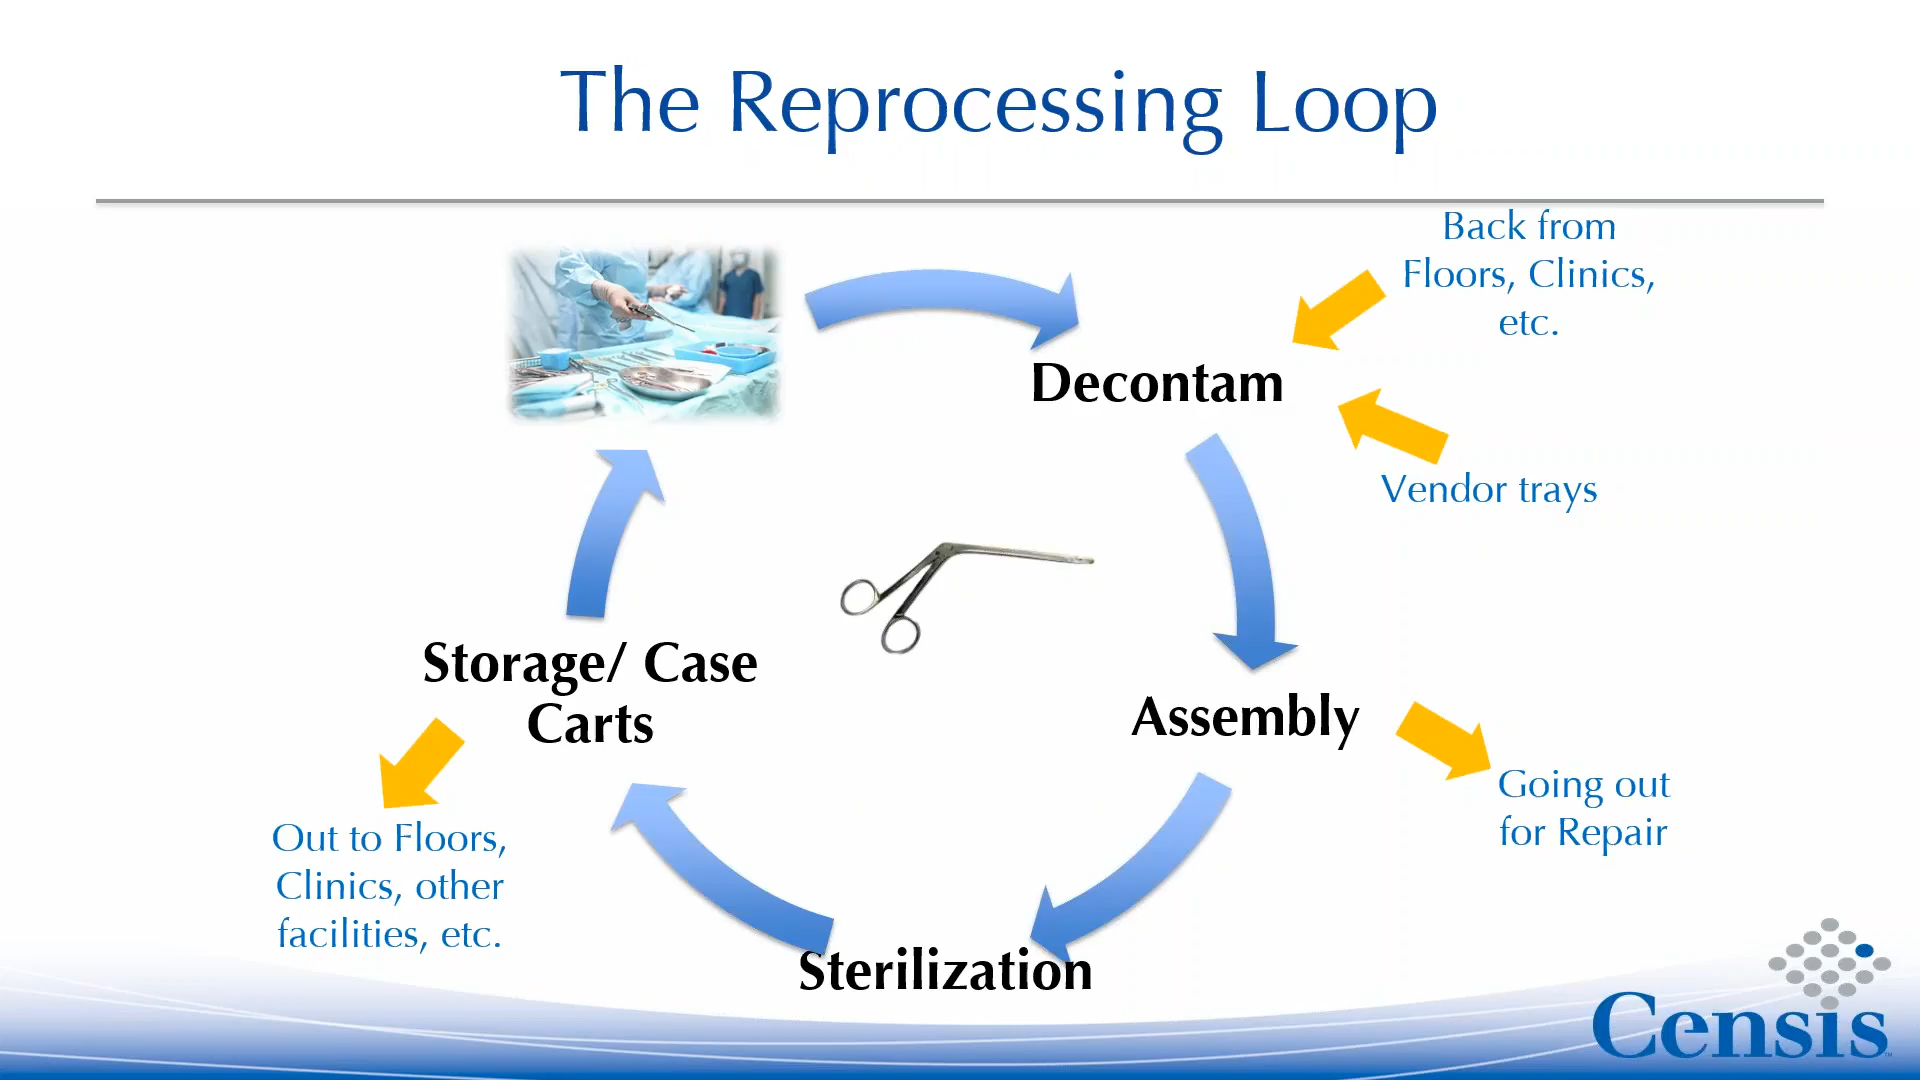 The Reprocessing Loop
Back from
Floors, Clinics,
etc.
Decontam
Vendor trays
Storage/ Case
Carts
Assembly
Going out
for Repair
Out to Floors,
Clinics, other
facilities, etc.
Sterilization
Censis